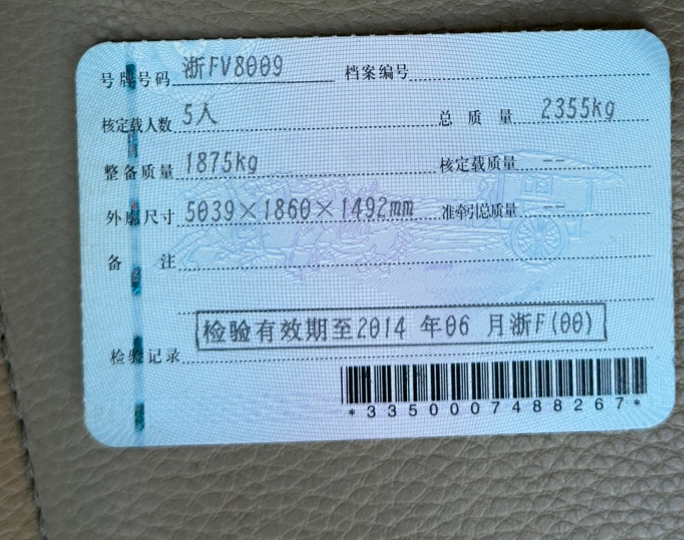 号牌号码 浙FV8009 档案编号
核定载人数 5人 总质量 2355kg
整备质量 1875kg 核定载质量 --
外廓尺寸 5039×1860×1492mm 准牵引总质量 --
备注
检验有效期至2014 年06 月浙F(00)
检验记录
*3350007488267*